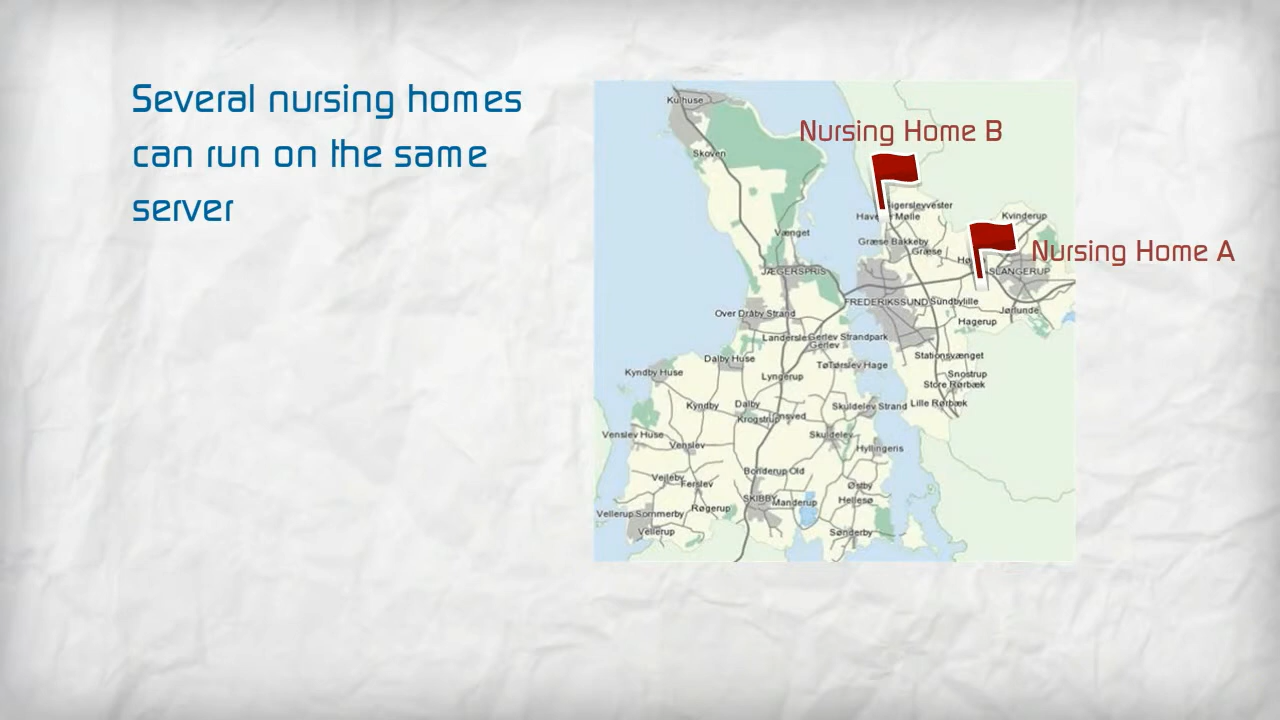 Several nursing homes
can run on the same
server
Nursing Home B
Nursing Home A
Kulhuse
Skoven
Vænget
JÆGERSPRIS
Over Dråby Strand
Landerslev
Gerlev Strandpark
Gerlev
Dalby Huse
Kyndby Huse
Lyngerup
Tørslev Hage
Kyndby
Dalby
Krogstrup
Skuldelev Strand
Venslev Huse
Venslev
Skuldelev
Hyllingeris
Vejleby
Ferslev
Bonderup Old
Østby
SKIBBY
Manderup
Hellesø
Røgerup
Vellerup Sommerby
Vellerup
Sønderby
Kvinderup
Græse Bakkeby
Græse
SLANGERUP
FREDERIKSSUND
Sundbylille
Jørlunde
Hagerup
Stationsvænget
Snostrup
Store Rørbæk
Lille Rørbæk